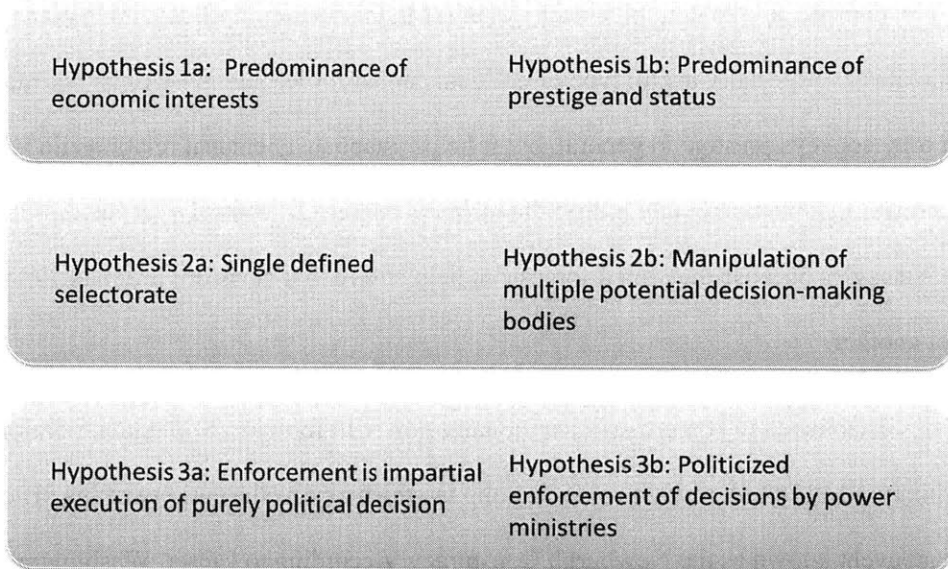 Hypothesis 1a: Predominance of
economic interests
Hypothesis 1b: Predominance of
prestige and status
Hypothesis 2a: Single defined
selectorate
Hypothesis 2b: Manipulation of
multiple potential decision-making
bodies
Hypothesis 3a: Enforcement is impartial
execution of purely political decision
Hypothesis 3b: Politicized
enforcement of decisions by power
ministries